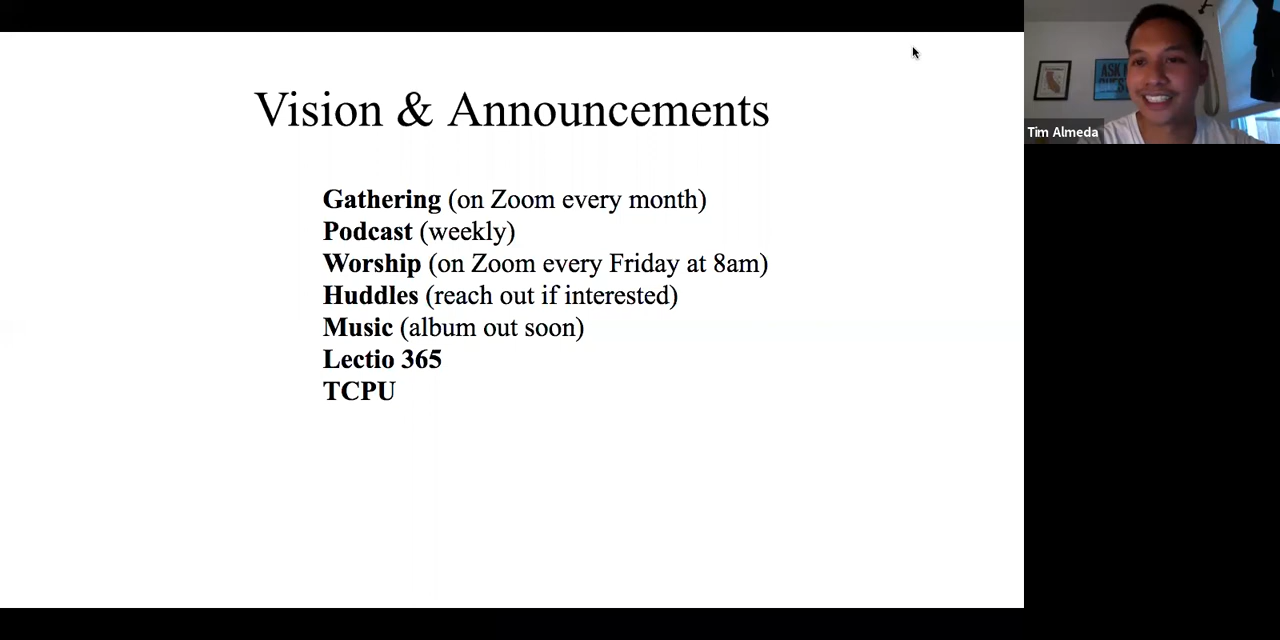 Vision & Announcements
Gathering (on Zoom every month)
Podcast (weekly)
Worship (on Zoom every Friday at 8am)
Huddles (reach out if interested)
Music (album out soon)
Lectio 365
TCPU
ASK
Tim Almeda